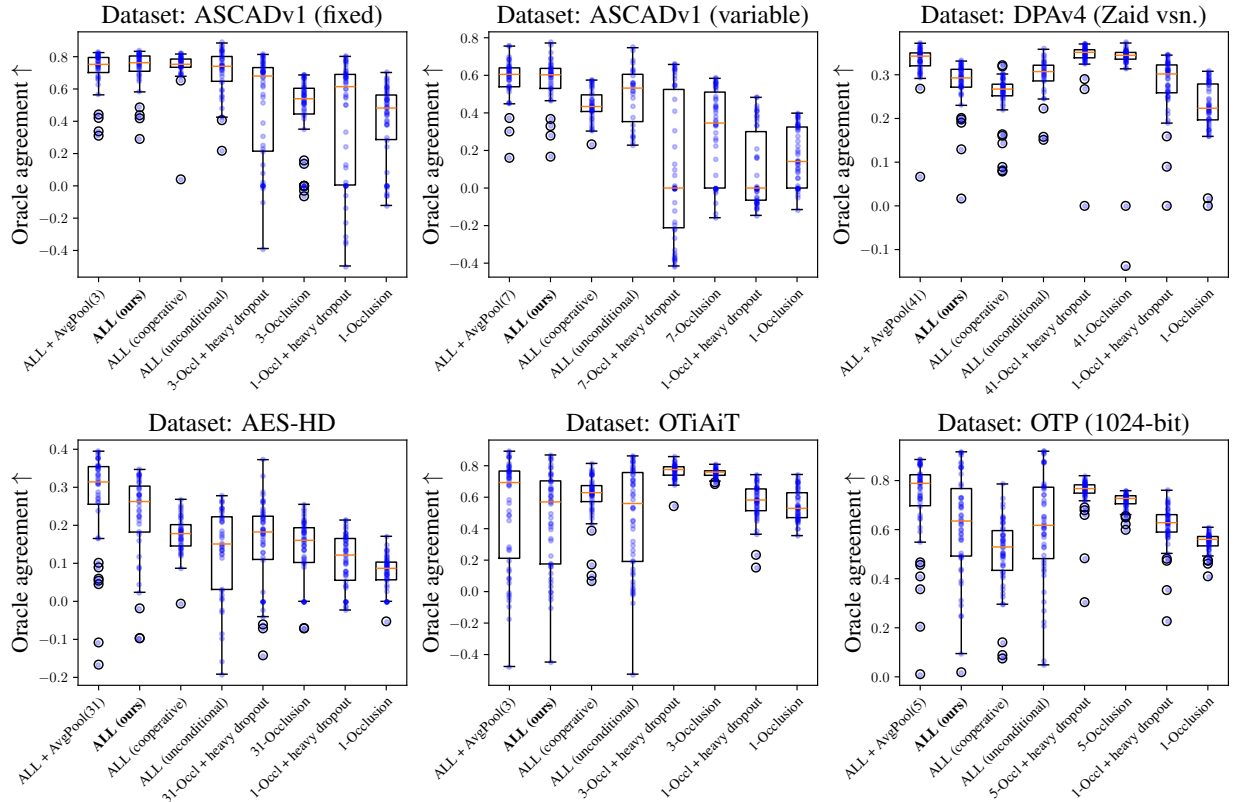 Dataset: ASCADv1 (fixed)
Oracle agreement ↑
0.8
0.6
0.4
0.2
0.0
−0.2
−0.4
ALL + AvgPool(3)
ALL (ours)
ALL (cooperative)
ALL (unconditional)
3-Occl + heavy dropout
3-Occlusion
1-Occl + heavy dropout
1-Occlusion
Dataset: ASCADv1 (variable)
Oracle agreement ↑
0.8
0.6
0.4
0.2
0.0
−0.2
−0.4
ALL + AvgPool(7)
ALL (ours)
ALL (cooperative)
ALL (unconditional)
7-Occl + heavy dropout
7-Occlusion
1-Occl + heavy dropout
1-Occlusion
Dataset: DPAv4 (Zaid vsn.)
Oracle agreement ↑
0.3
0.2
0.1
0.0
−0.1
ALL + AvgPool(41)
ALL (ours)
ALL (cooperative)
ALL (unconditional)
41-Occl + heavy dropout
41-Occlusion
1-Occl + heavy dropout
1-Occlusion
Dataset: AES-HD
Oracle agreement ↑
0.4
0.3
0.2
0.1
0.0
−0.1
−0.2
ALL + AvgPool(31)
ALL (ours)
ALL (cooperative)
ALL (unconditional)
31-Occl + heavy dropout
31-Occlusion
1-Occl + heavy dropout
1-Occlusion
Dataset: OTiAiT
Oracle agreement ↑
0.8
0.6
0.4
0.2
0.0
−0.2
−0.4
ALL + AvgPool(3)
ALL (ours)
ALL (cooperative)
ALL (unconditional)
3-Occl + heavy dropout
3-Occlusion
1-Occl + heavy dropout
1-Occlusion
Dataset: OTP (1024-bit)
Oracle agreement ↑
0.8
0.6
0.4
0.2
0.0
ALL + AvgPool(5)
ALL (ours)
ALL (cooperative)
ALL (unconditional)
5-Occl + heavy dropout
5-Occlusion
1-Occl + heavy dropout
1-Occlusion